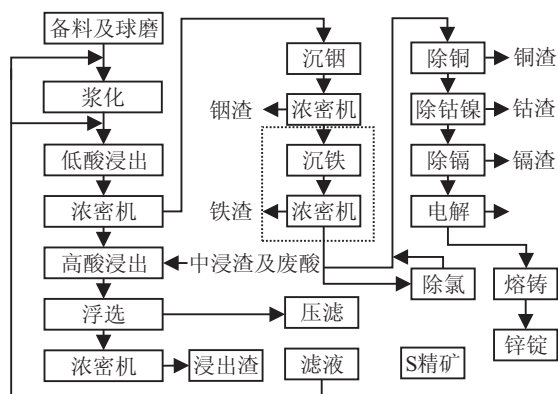 备料及球磨
浆化
低酸浸出
浓密机
高酸浸出
中浸渣及废酸
浮选
浓密机
浸出渣
压滤
滤液
沉铟
铟渣
浓密机
沉铁
铁渣
浓密机
除铜
铜渣
除钴镍
钴渣
除镉
镉渣
电解
除氯
熔铸
锌锭
S精矿